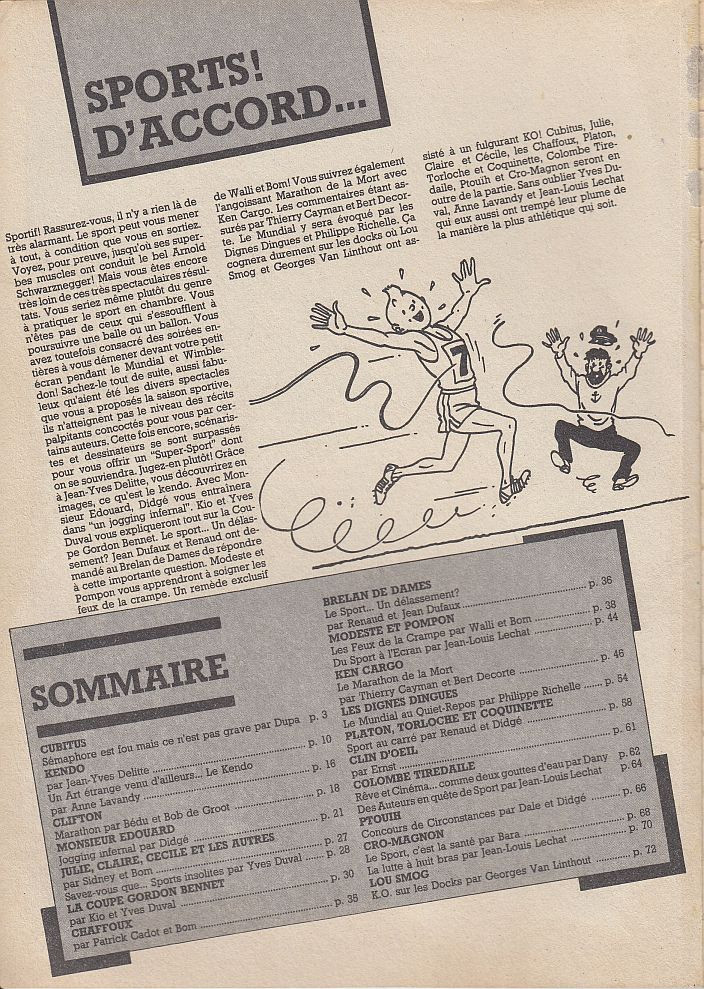 SPORTS!
D'ACCORD...
Sportif! Rassurez-vous, il n'y a rien là de
très alarmant. Le sport peut vous mener
à tout, à condition que vous en sortiez.
Voyez, pour preuve, jusqu'où ses super-
bes muscles ont conduit le bel Arnold
Schwarzmegger! Mais vous êtes encore
très loin de ces très spectaculaires résul-
tats. Vous seriez même plutôt du genre
à pratiquer le sport en chambre. Vous
n'êtes pas de ceux qui s'essoufflent à
poursuivre une balle ou un ballon. Vous
avez toutefois consacré des soirées en-
tières à vous démener devant votre petit
écran pendant le Mundial et Wimble-
don! Sachez-le tout de suite, aussi fabu-
leux qu'aient été les divers spectacles
que vous a proposés la saison sportive,
ils n'atteignent pas le niveau des récits
palpitants concoctés pour vous par cer-
tains auteurs. Cette fois encore, scénaris-
tes et dessinateurs se sont surpassés
pour vous offrir un "Super-Sport" dont
on se souviendra. Jugez-en plutôt! Grâce
à Jean-Yves Delitte, vous découvrirez en
images, ce qu'est le kendo. Avec Mon-
sieur Edouard, Didgé vous entraînera
dans "un jogging infernal". Kio et Yves
Duval vous expliqueront tout sur la Cou-
pe Gordon Bennet. Le sport... Un délas-
sement? Jean Dufaux et Renaud ont de-
mandé au Brelan de Dames de répondre
à cette importante question. Modeste et
Pompon vous apprendront à soigner les
feux de la crampe. Un remède exclusif
de Walli et Bom! Vous suivrez également
l'angoissant Marathon de la Mort avec
Ken Cargo. Les commentaires étant as-
surés par Thierry Cayman et Bert Decor-
te. Le Mundial y sera évoqué par les
Dignes Dingues et Philippe Richelle. Ça
cognera durement sur les docks où Lou
Smog et Georges Van Linthout ont as-
sisté à un fulgurant KO! Cubitus, Julie,
Claire et Cécile, les Chaffoux, Platon,
Torloche et Coquinette, Colombe Tire-
daile, Ptouih et Cro-Magnon seront en
outre de la partie. Sans oublier Yves Du-
val, Anne Lavandy et Jean-Louis Lechat
qui eux aussi ont trempé leur plume de
la manière la plus athlétique qui soit.
7
SOMMAIRE
CUBITUS
Sémaphore est fou mais ce n'est pas grave par Dupa p. 3
KENDO
par Jean-Yves Delitte ... p. 10
Un Art étrange venu d'ailleurs... Le Kendo
par Anne Lavandy ... p. 16
CLIFTON
Marathon par Bédu et Bob de Groot ... p. 18
MONSIEUR EDOUARD
Jogging infernal par Didgé ... p. 21
JULIE, CLAIRE, CECILE ET LES AUTRES
par Sidney et Bom ... p. 27
Savez-vous que... Sports insolites par Yves Duval ... p. 28
LA COUPE GORDON BENNET
par Kio et Yves Duval ... p. 30
CHAFFOUX
par Patrick Cadot et Bom ... p. 35
BRELAN DE DAMES
Le Sport... Un délassement?
par Renaud et Jean Dufaux ... p. 36
MODESTE ET POMPON
Les Feux de la Crampe par Walli et Bom ... p. 38
Du Sport à l'Ecran par Jean-Louis Lechat ... p. 44
KEN CARGO
Le Marathon de la Mort
par Thierry Cayman et Bert Decorte ... p. 46
LES DIGNES DINGUES
Le Mundial au Quiet-Repos par Philippe Richelle ... p. 54
PLATON, TORLOCHE ET COQUINETTE
Sport au carré par Renaud et Didgé ... p. 58
CLIN D'OEIL
par Ernst ... p. 61
COLOMBE TIREDAILE
Rêve et Cinéma... comme deux gouttes d'eau par Dany p. 62
Des Auteurs en quête de Sport par Jean-Louis Lechat p. 64
PTOUIH
Concours de Circonstances par Dale et Didgé ... p. 66
CRO-MAGNON
Le Sport, c'est la santé par Bara ... p. 68
La lutte à huit bras par Jean-Louis Lechat ... p. 70
LOU SMOG
K.O. sur les Docks par Georges Van Linthout ... p. 72